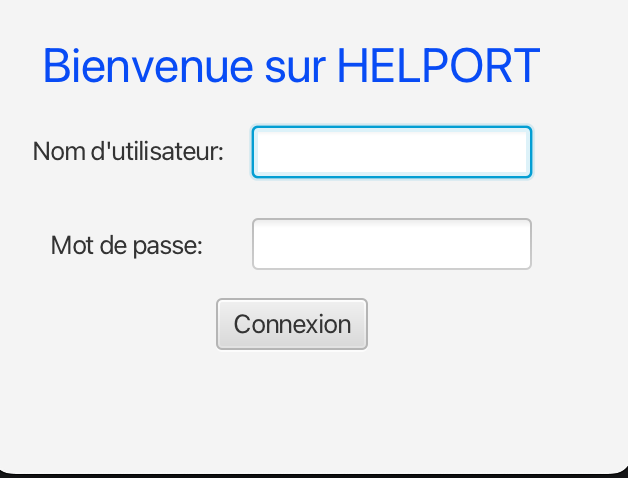 Bienvenue sur HELPORT
Nom d'utilisateur:
Mot de passe:
Connexion